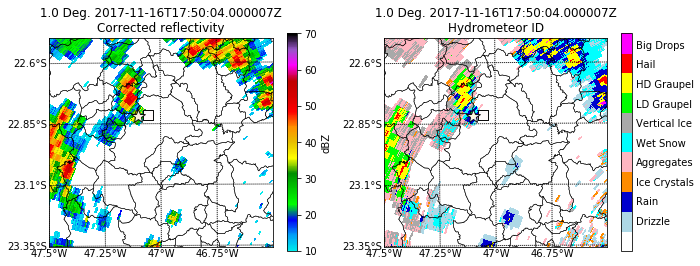 1.0 Deg. 2017-11-16T17:50:04.000007Z
Corrected reflectivity
22.6°S
22.85°S
23.1°S
23.35°S
47.5°W
47.25°W
47°W
46.75°W
70
60
50
40
30
20
10
dBZ
1.0 Deg. 2017-11-16T17:50:04.000007Z
Hydrometeor ID
22.6°S
22.85°S
23.1°S
23.35°S
47.5°W
47.25°W
47°W
46.75°W
Big Drops
Hail
HD Graupel
LD Graupel
Vertical Ice
Wet Snow
Aggregates
Ice Crystals
Rain
Drizzle